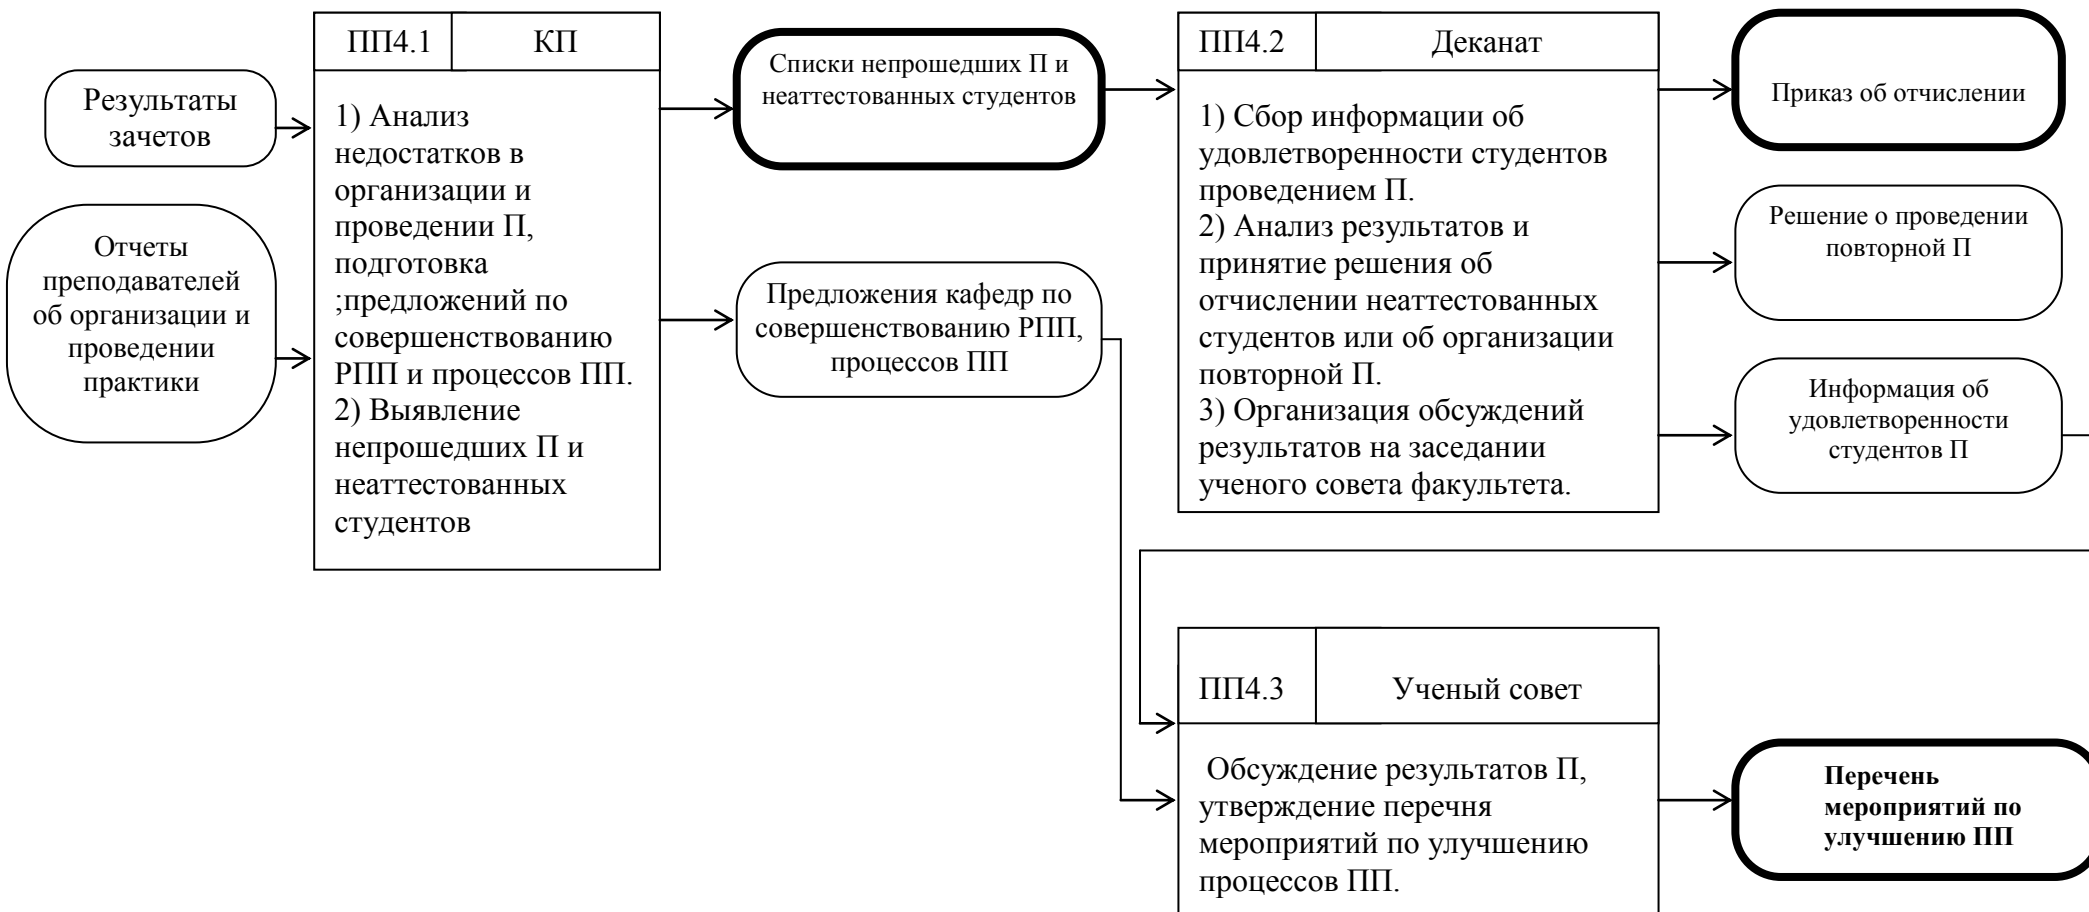 Результаты
зачетов
Отчеты
преподавателей
об организации и
проведении
практики
ПП4.1
КП
1) Анализ
недостатков в
организации и
проведении П,
подготовка
;предложений по
совершенствованию
РПП и процессов ПП.
2) Выявление
непрошедших П и
неаттестованных
студентов
Списки непрошедших П и
неаттестованных студентов
Предложения кафедр по
совершенствованию РПП,
процессов ПП
ПП4.2
Деканат
1) Сбор информации об
удовлетворенности студентов
проведением П.
2) Анализ результатов и
принятие решения об
отчислении неаттестованных
студентов или об организации
повторной П.
3) Организация обсуждений
результатов на заседании
ученого совета факультета.
Приказ об отчислении
Решение о проведении
повторной П
Информация об
удовлетворенности
студентов П
ПП4.3
Ученый совет
Обсуждение результатов П,
утверждение перечня
мероприятий по улучшению
процессов ПП.
Перечень
мероприятий по
улучшению ПП